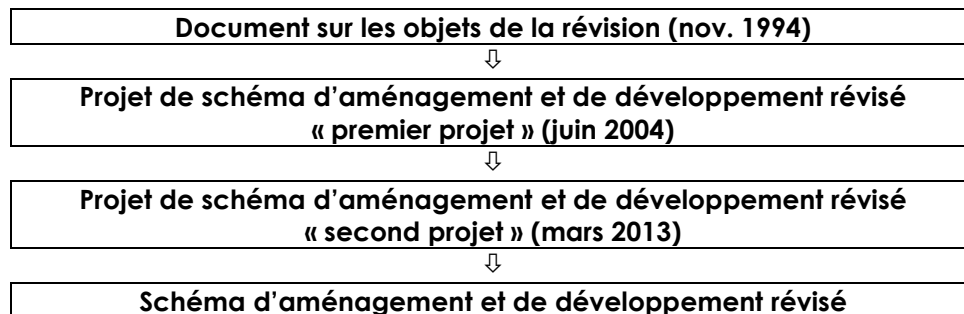 Document sur les objets de la révision (nov. 1994)
⇩
Projet de schéma d’aménagement et de développement révisé
« premier projet » (juin 2004)
⇩
Projet de schéma d’aménagement et de développement révisé
« second projet » (mars 2013)
⇩
Schéma d’aménagement et de développement révisé